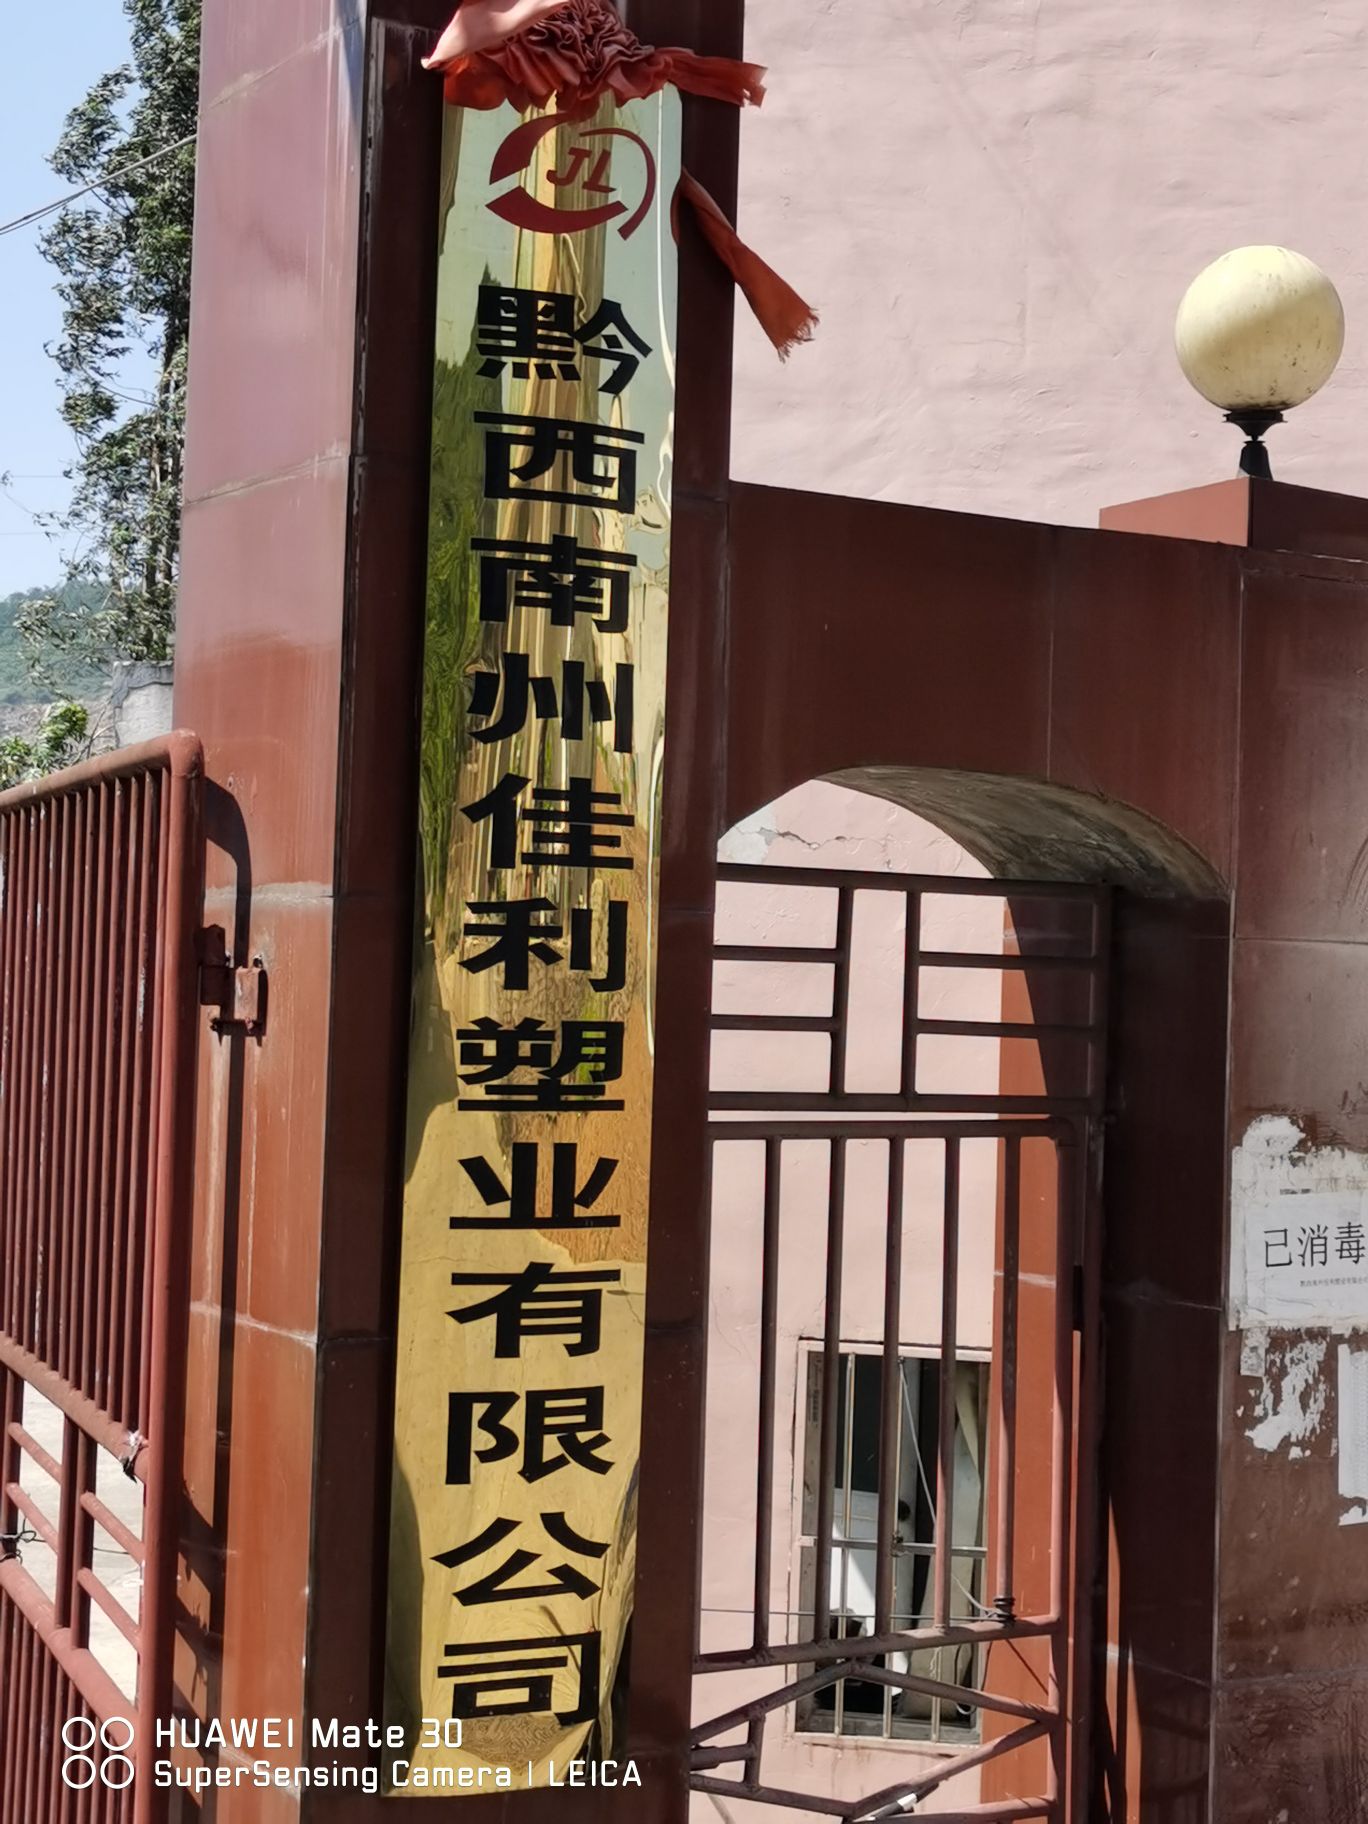 JL
黔西南州佳利塑业有限公司
已消毒
HUAWEI Mate 30
SuperSensing Camera | LEICA